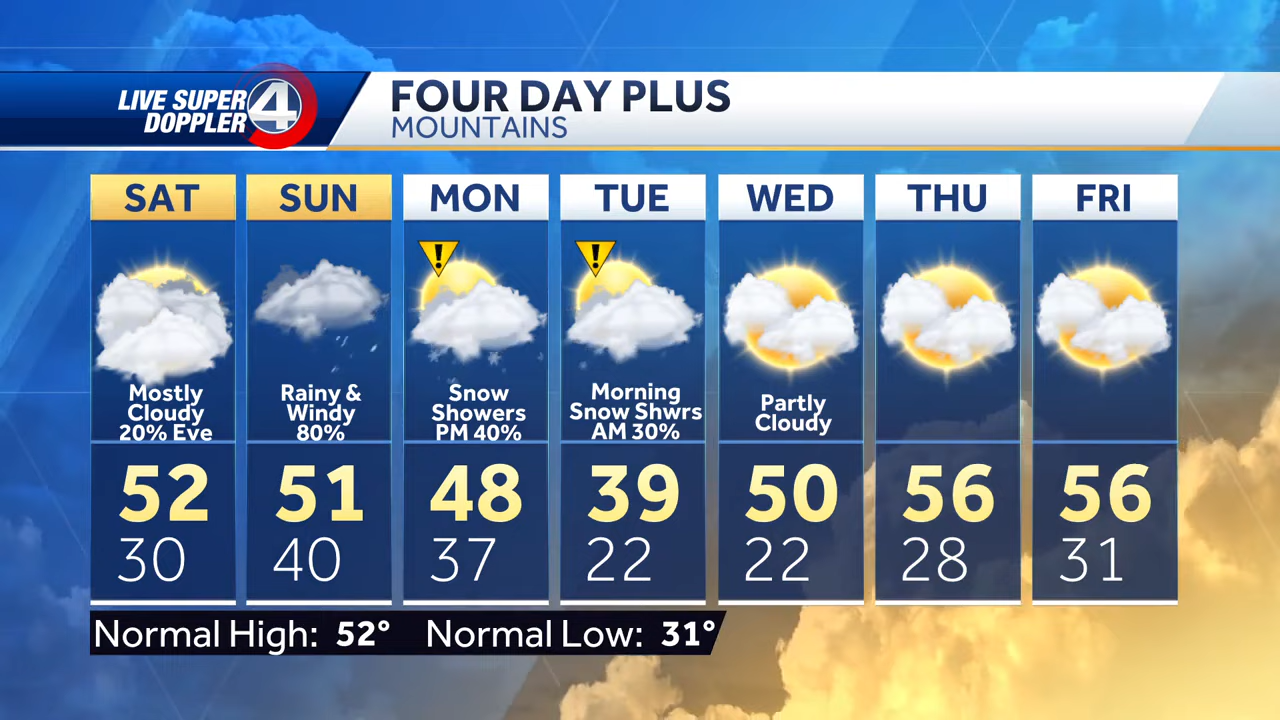 LIVE SUPER
DOPPLER
4
FOUR DAY PLUS
MOUNTAINS
SAT
Mostly
Cloudy
20% Eve
52
30
SUN
Rainy &
Windy
80%
51
40
MON
!
Snow
Showers
PM 40%
48
37
TUE
!
Morning
Snow Shwrs
AM 30%
39
22
WED
Partly
Cloudy
50
22
THU
56
28
FRI
56
31
Normal High: 52° Normal Low: 31°